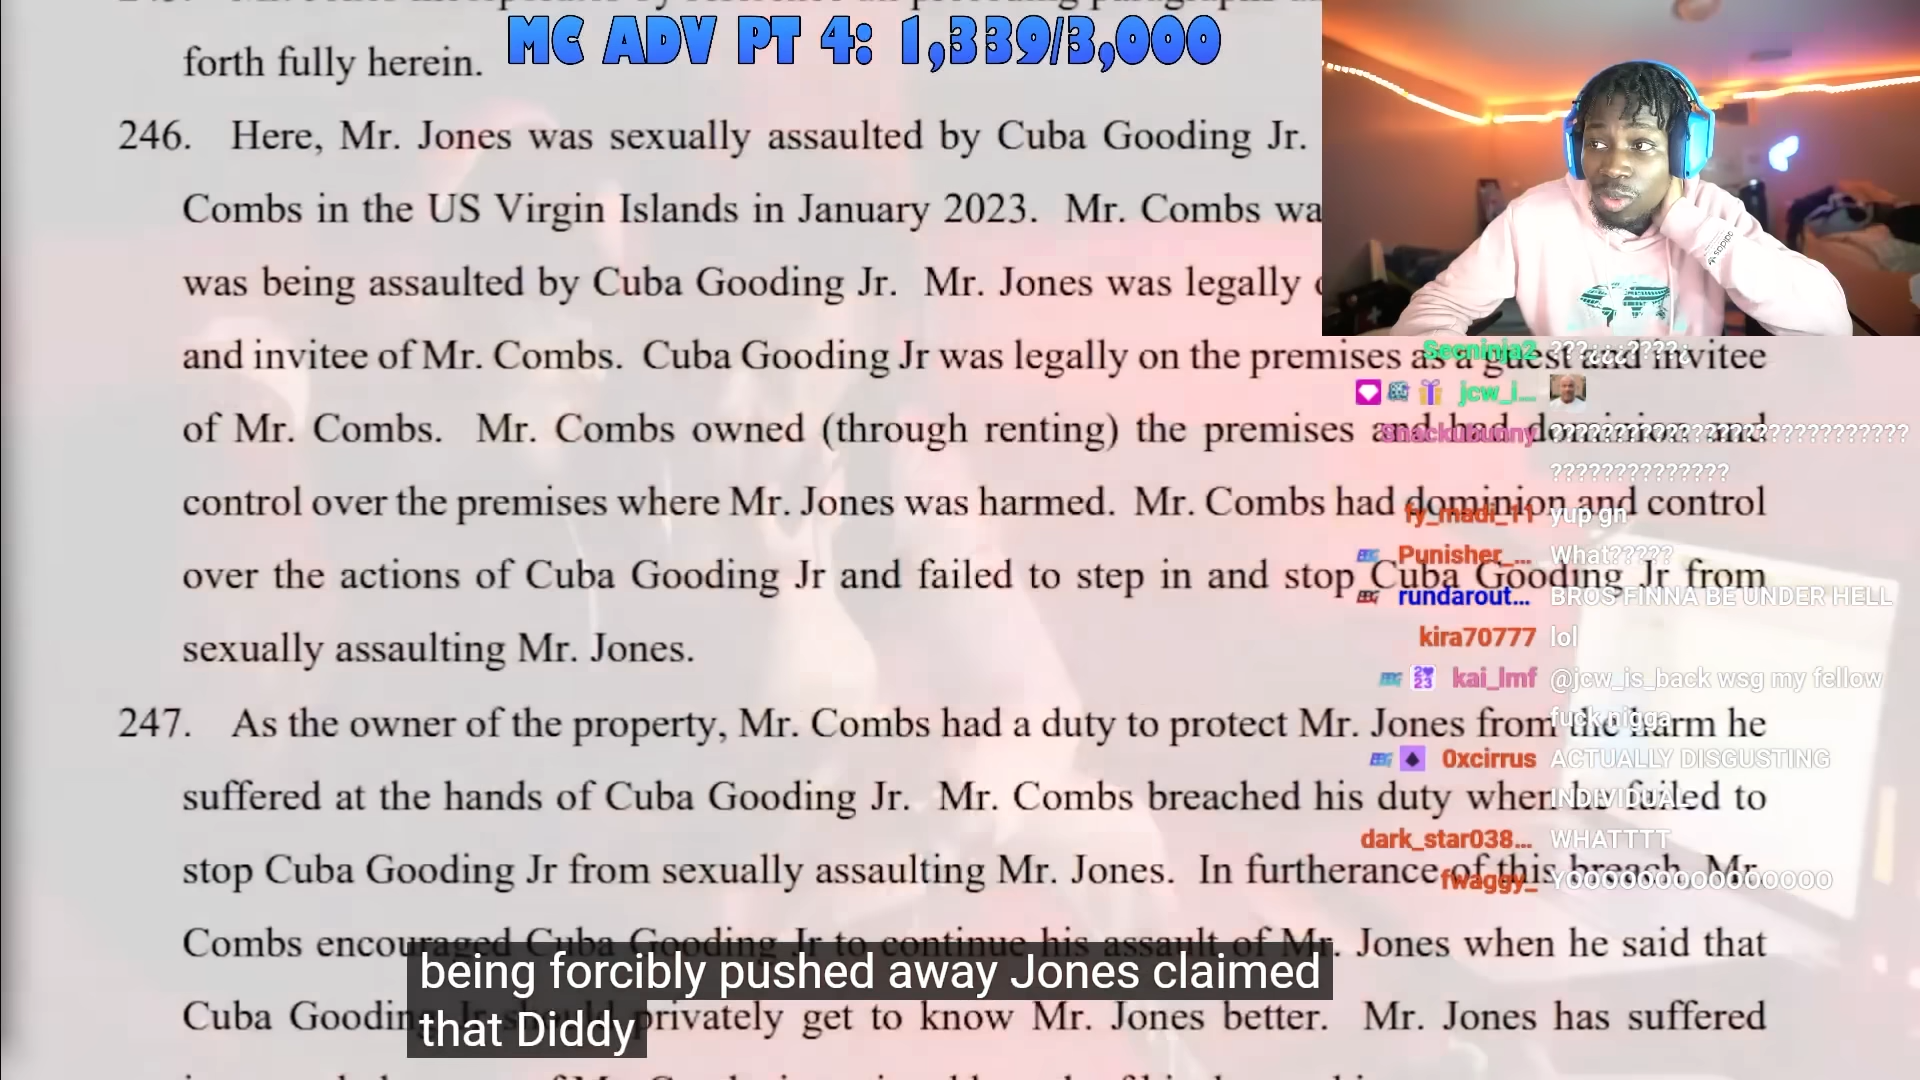 forth fully herein.
MC ADV PT 4: 1,339/3,000
246. Here, Mr. Jones was sexually assaulted by Cuba Gooding Jr.
Combs in the US Virgin Islands in January 2023. Mr. Combs wa
was being assaulted by Cuba Gooding Jr. Mr. Jones was legally
and invitee of Mr. Combs. Cuba Gooding Jr was legally on the premises as a guest and invitee
of Mr. Combs. Mr. Combs owned (through renting) the premises and had dominion and
control over the premises where Mr. Jones was harmed. Mr. Combs had dominion and control
over the actions of Cuba Gooding Jr and failed to step in and stop Cuba Gooding Jr from
sexually assaulting Mr. Jones.
247. As the owner of the property, Mr. Combs had a duty to protect Mr. Jones from the harm he
suffered at the hands of Cuba Gooding Jr. Mr. Combs breached his duty when he failed to
stop Cuba Gooding Jr from sexually assaulting Mr. Jones. In furtherance of this breach, Mr.
Combs encouraged Cuba Gooding Jr to continue his assault of Mr. Jones when he said that
Cuba Gooding Jr should privately get to know Mr. Jones better. Mr. Jones has suffered
being forcibly pushed away Jones claimed
that Diddy
Secninja2 ???¿¿????¿
jcw_i...
Snackubunny ????????????????????????????
??????????????
fy_madi_11 yup gn
Punisher_... What?????
rundarout... BROS FINNA BE UNDER HELL
kira70777 lol
kai_lmf @jcw_is_back wsg my fellow
fuck nigga
0xcirrus ACTUALLY DISGUSTING
INDIVIDUAL
dark_star038... WHATTTT
fwaggy_ YOOOOOOOOOOOOOOO